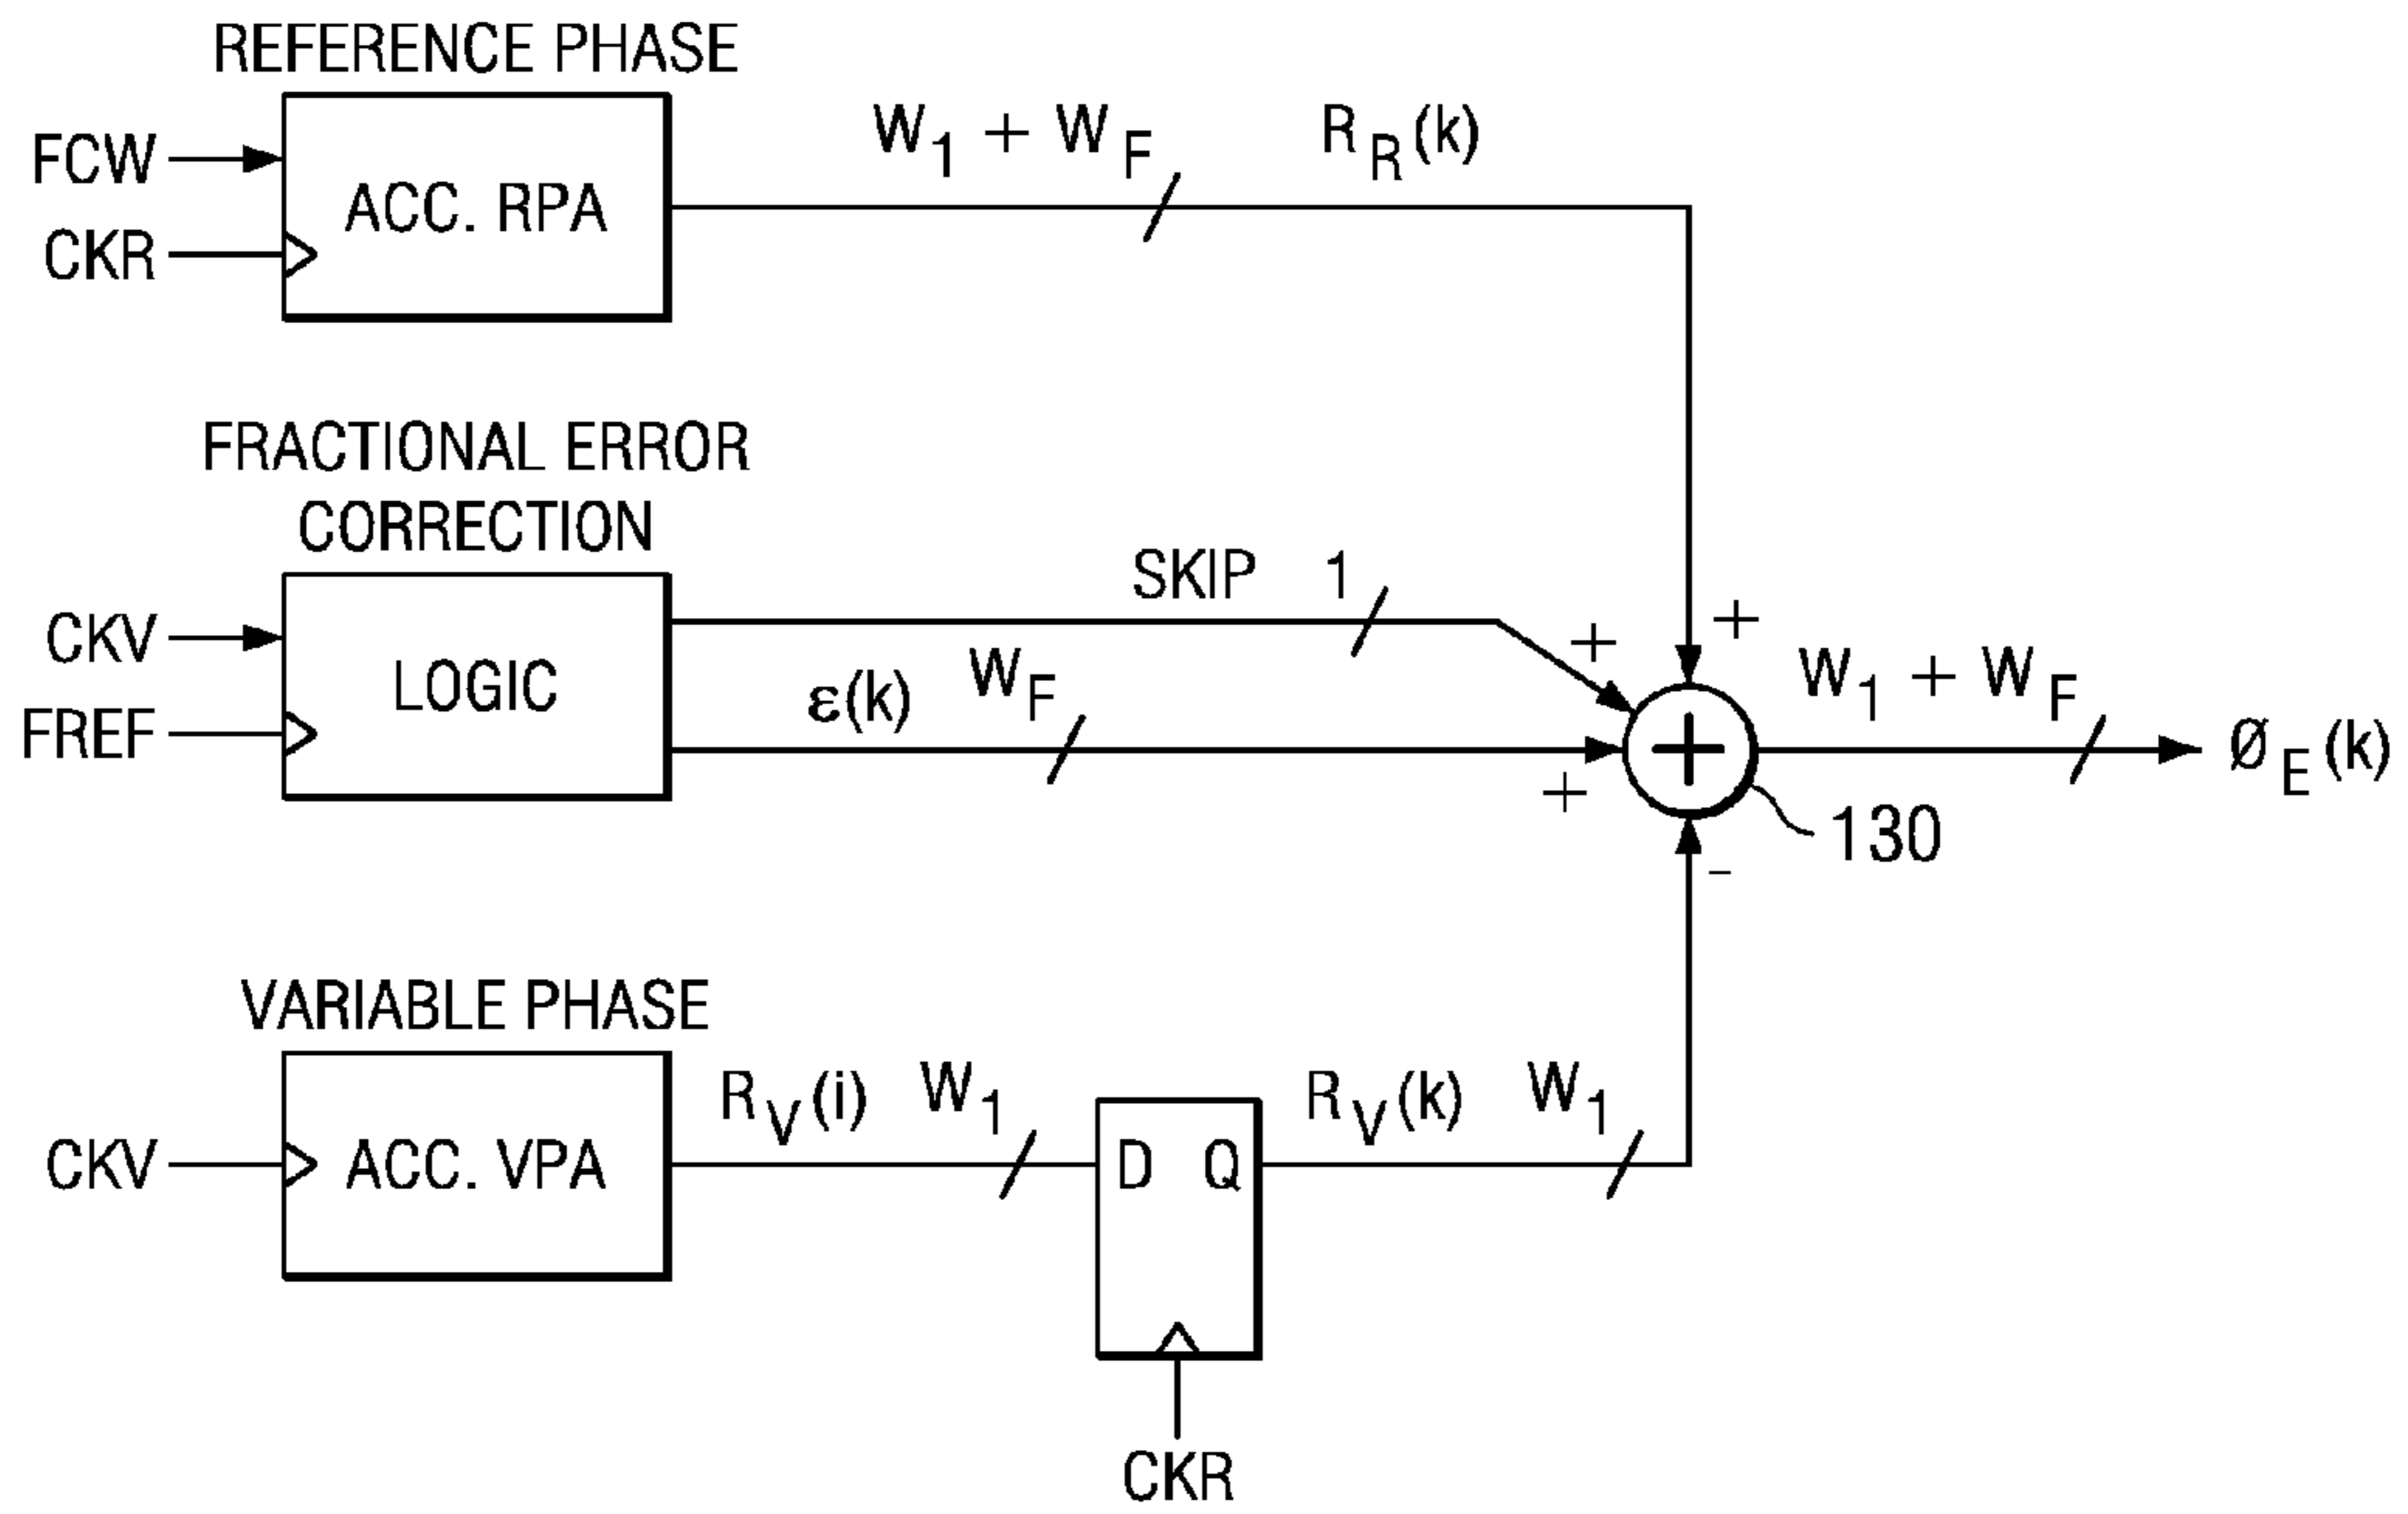 REFERENCE PHASE
FCW
CKR
ACC. RPA
W1 + WF
RR(k)
FRACTIONAL ERROR
CORRECTION
CKV
FREF
LOGIC
SKIP 1
ε(k) WF
+
+
+
+
-
W1 + WF
ØE(k)
130
VARIABLE PHASE
CKV
ACC. VPA
RV(i) W1
D Q
CKR
RV(k) W1